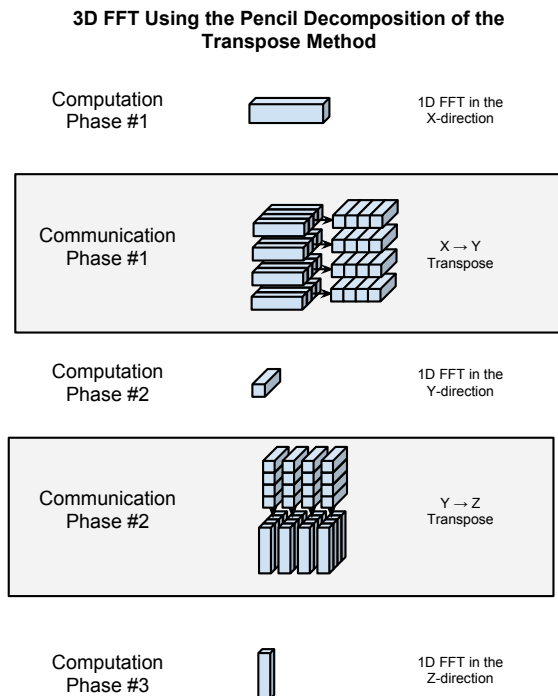 3D FFT Using the Pencil Decomposition of the
Transpose Method
Computation
Phase #1
1D FFT in the
X-direction
Communication
Phase #1
X → Y
Transpose
Computation
Phase #2
1D FFT in the
Y-direction
Communication
Phase #2
Y → Z
Transpose
Computation
Phase #3
1D FFT in the
Z-direction